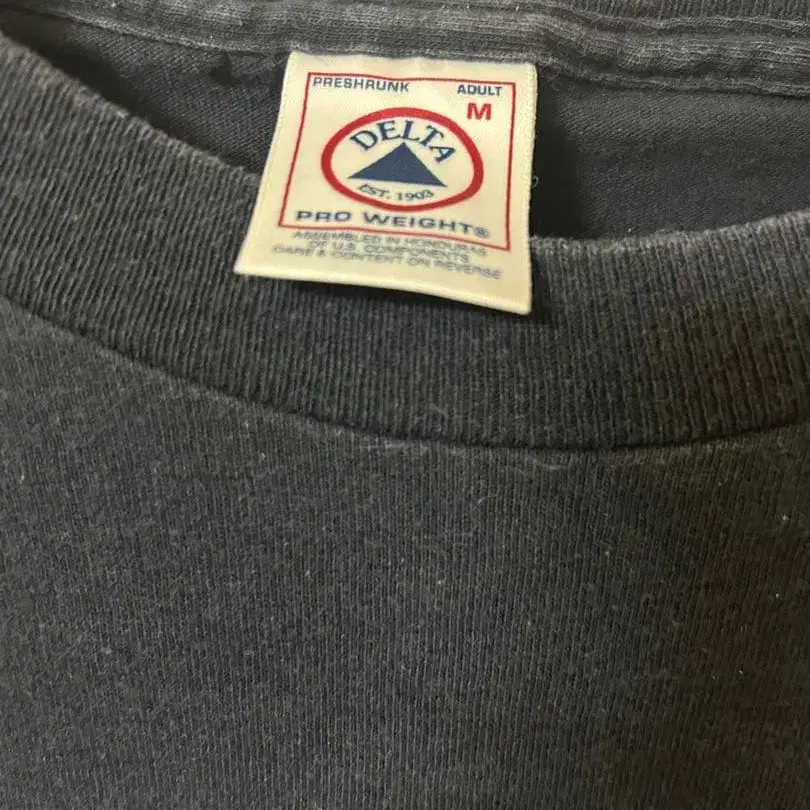 PRESHRUNK ADULT
M
DELTA
EST. 1903
PRO WEIGHT®
ASSEMBLED IN HONDURAS
OF U.S. COMPONENTS
CARE & CONTENT ON REVERSE